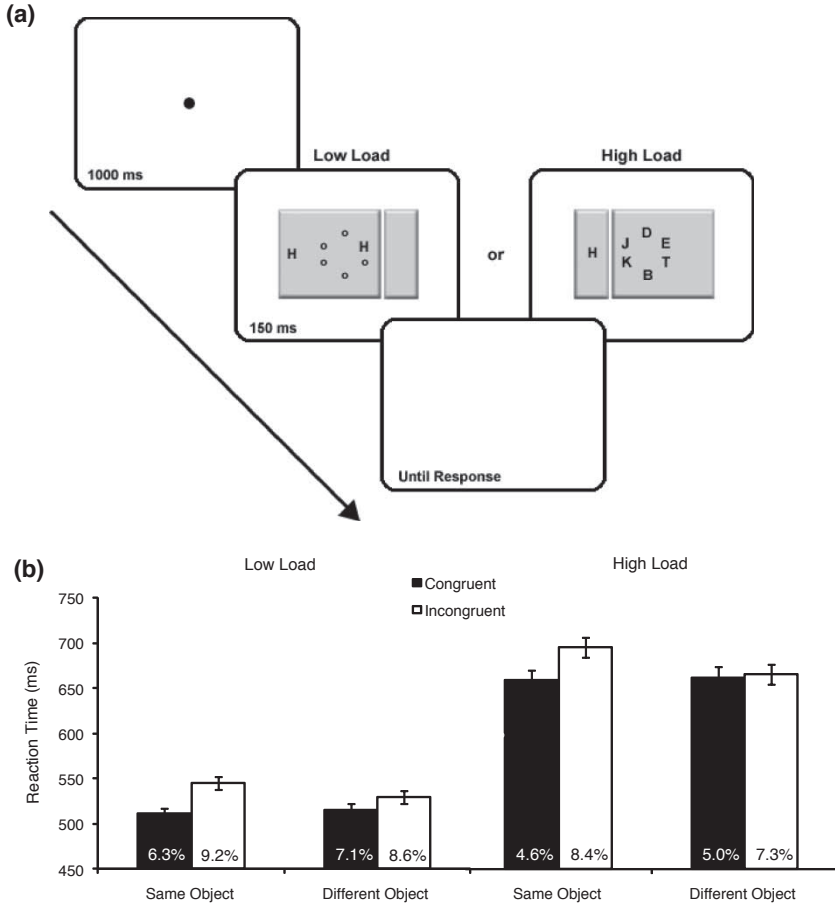 (a)
1000 ms
Low Load
High Load
H
H
150 ms
or
H
D
J
E
K
T
B
Until Response
(b)
Low Load
High Load
Congruent
Incongruent
Reaction Time (ms)
750
700
650
600
550
500
450
6.3%
9.2%
7.1%
8.6%
4.6%
8.4%
5.0%
7.3%
Same Object
Different Object
Same Object
Different Object